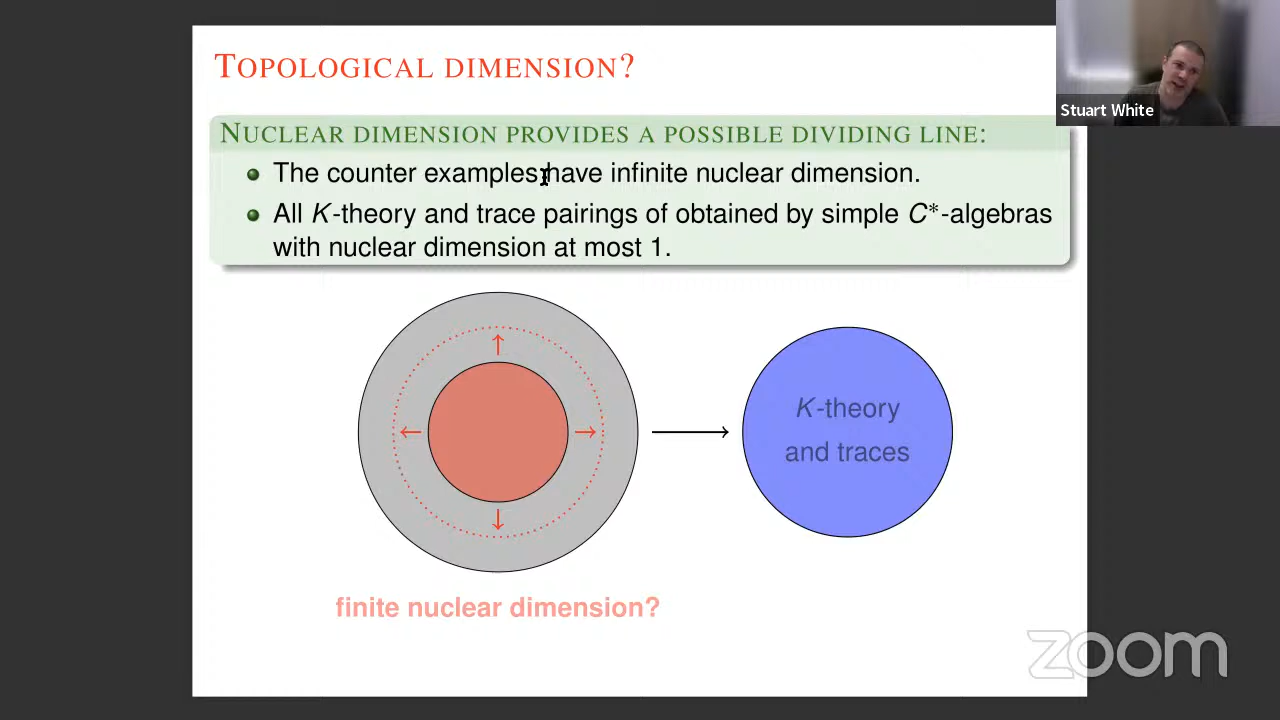 TOPOLOGICAL DIMENSION?
Stuart White
NUCLEAR DIMENSION PROVIDES A POSSIBLE DIVIDING LINE:
The counter examples have infinite nuclear dimension.
All K-theory and trace pairings of obtained by simple C*-algebras
with nuclear dimension at most 1.
K-theory
and traces
finite nuclear dimension?
zoom